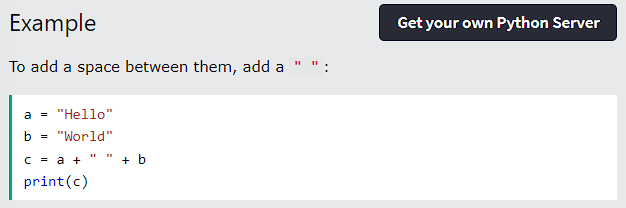 Example
Get your own Python Server
To add a space between them, add a " ":
a = "Hello"
b = "World"
c = a + " " + b
print(c)